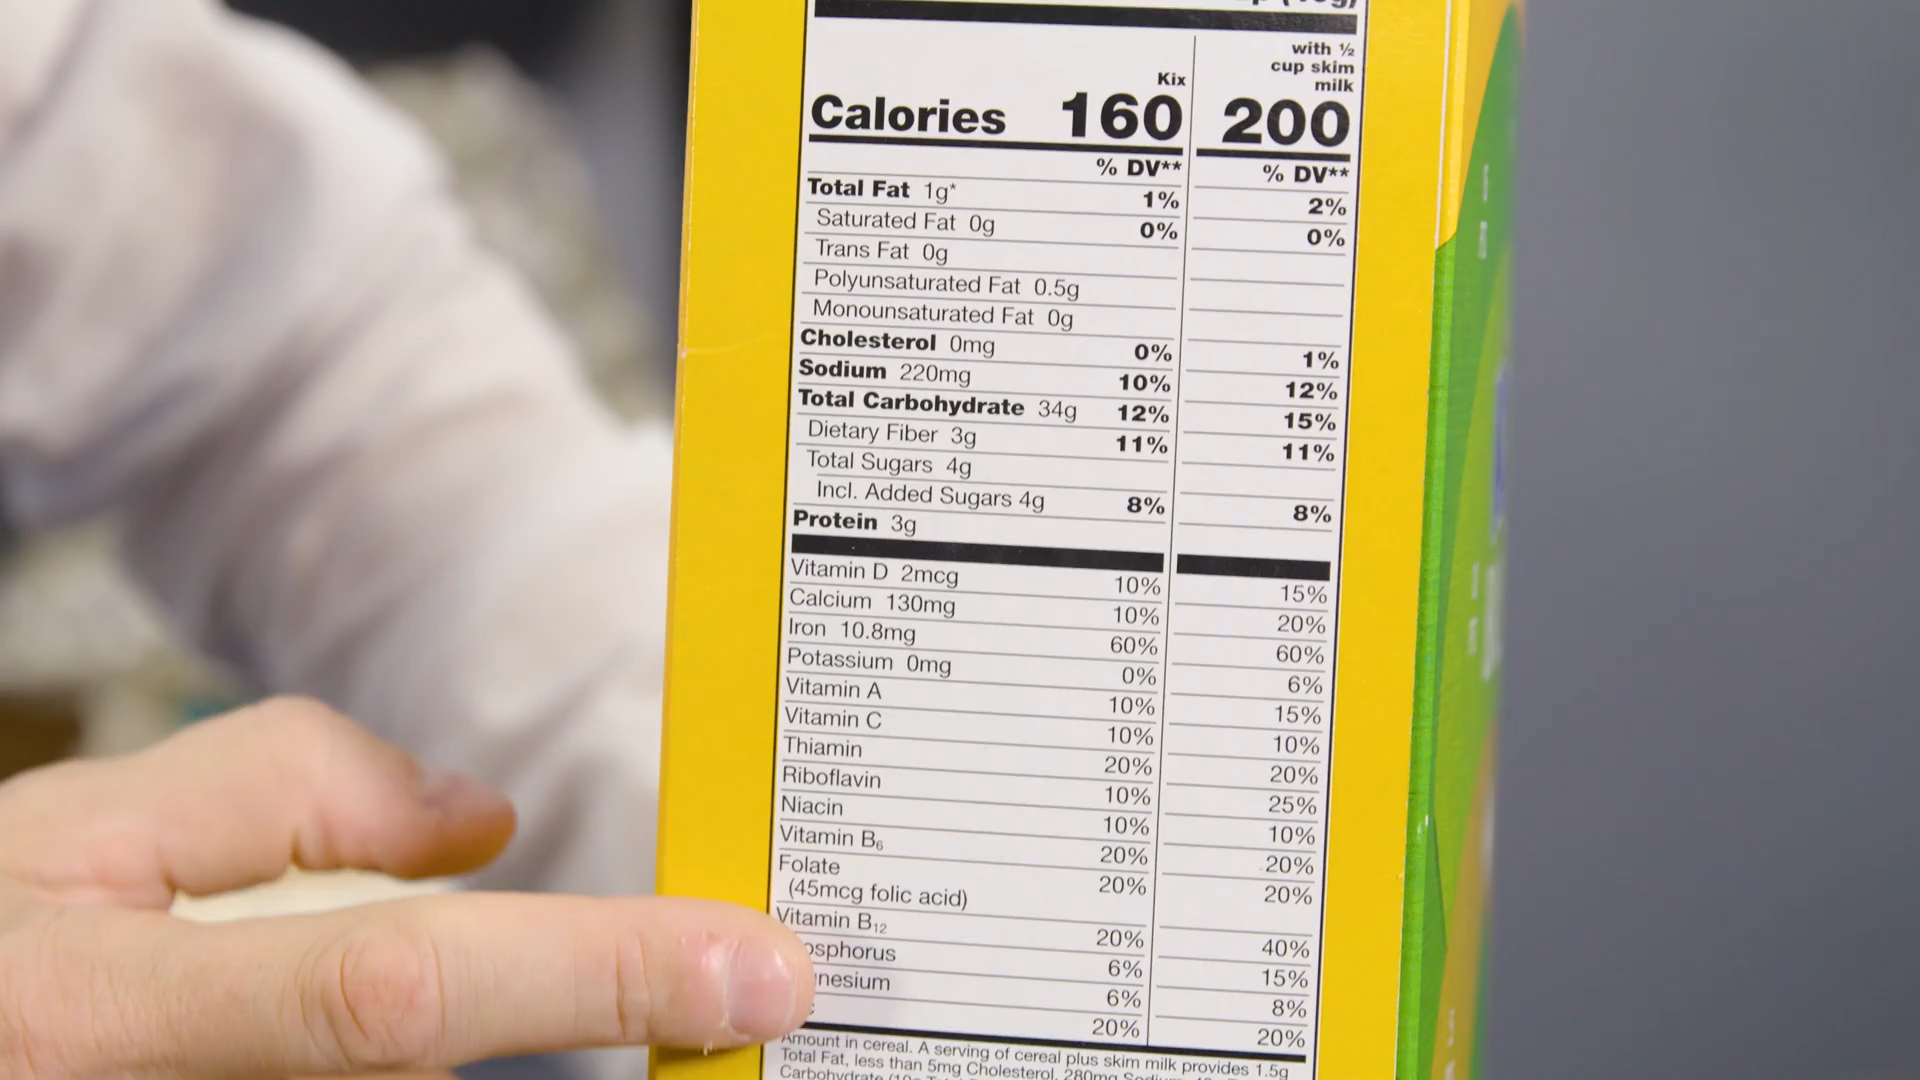 with ½
cup skim
milk
Kix
Calories 160 200
% DV** % DV**
Total Fat 1g* 1% 2%
Saturated Fat 0g 0% 0%
Trans Fat 0g
Polyunsaturated Fat 0.5g
Monounsaturated Fat 0g
Cholesterol 0mg 0% 1%
Sodium 220mg 10% 12%
Total Carbohydrate 34g 12% 15%
Dietary Fiber 3g 11% 11%
Total Sugars 4g
Incl. Added Sugars 4g 8% 8%
Protein 3g
Vitamin D 2mcg 10% 15%
Calcium 130mg 10% 20%
Iron 10.8mg 60% 60%
Potassium 0mg 0% 6%
Vitamin A 10% 15%
Vitamin C 10% 10%
Thiamin 20% 20%
Riboflavin 10% 25%
Niacin 10% 10%
Vitamin B₆ 20% 20%
Folate 20% 20%
(45mcg folic acid)
Vitamin B₁₂ 20% 40%
osphorus 6% 15%
nesium 6% 8%
20% 20%
Amount in cereal. A serving of cereal plus skim milk provides 1.5g
Total Fat, less than 5mg Cholesterol, 280mg
Carbohydrate